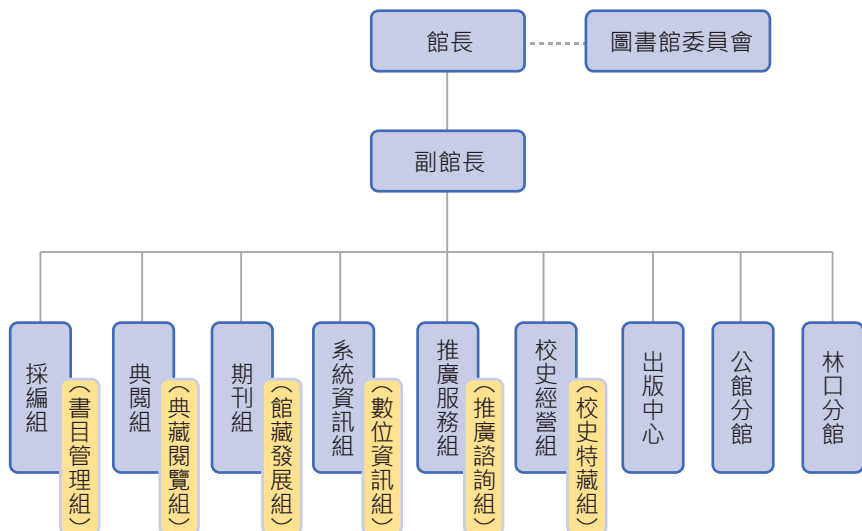 館長
圖書館委員會
副館長
採編組
（書目管理組）
典閱組
（典藏閱覽組）
期刊組
（館藏發展組）
系統資訊組
（數位資訊組）
推廣服務組
（推廣諮詢組）
校史經營組
（校史特藏組）
出版中心
公館分館
林口分館